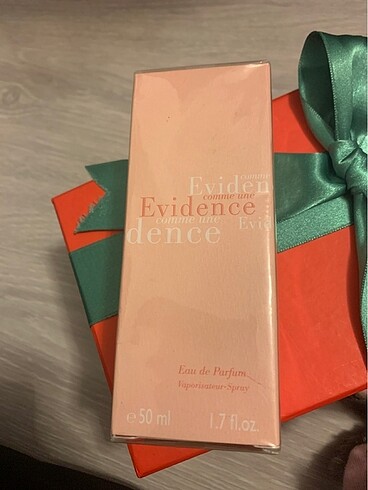 comme
Eviden
comme une
Evidence
comme une
dence Evi
Eau de Parfum
Vaporisateur-Spray
e 50 ml 1.7 fl.oz.